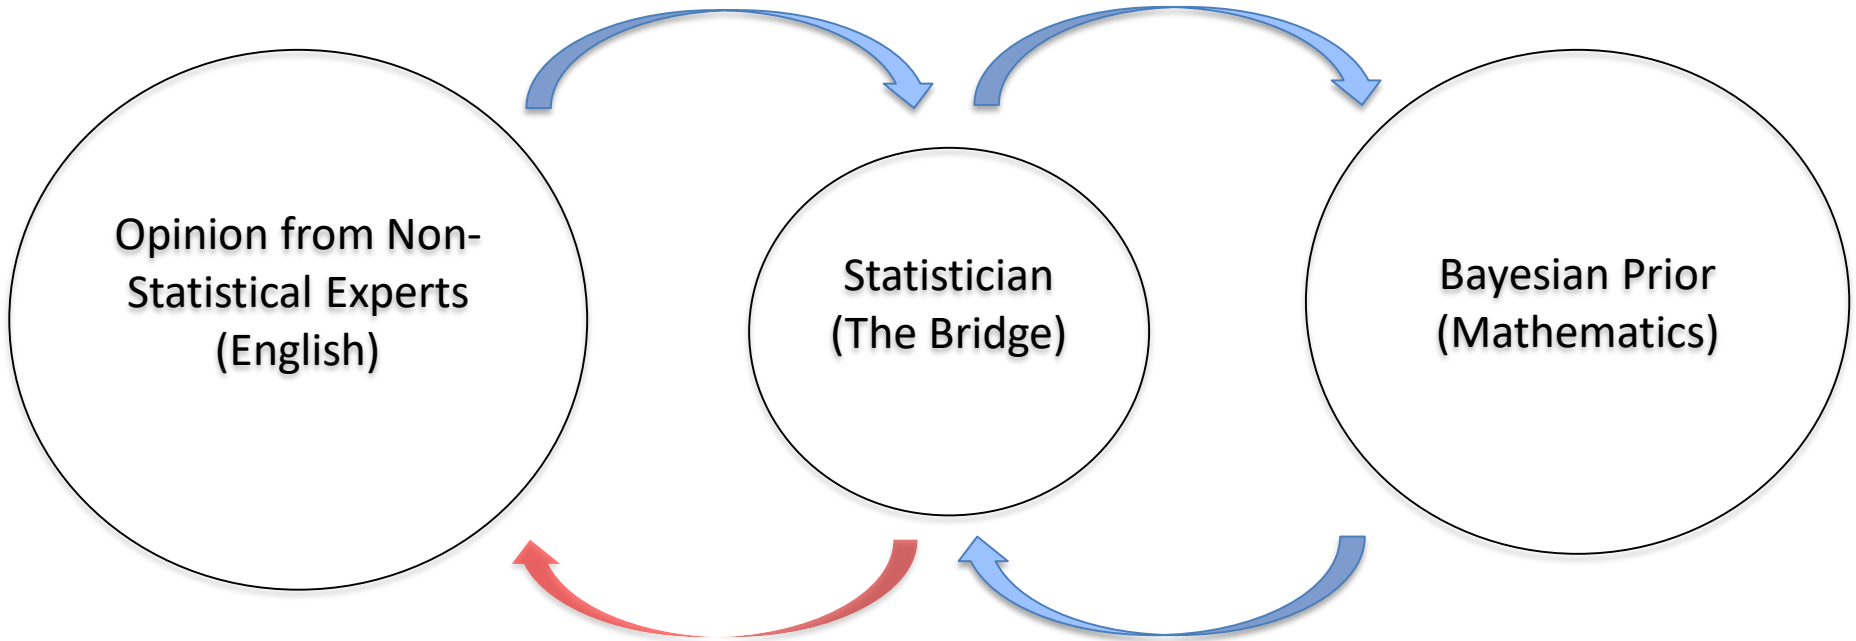 Opinion from Non-
Statistical Experts
(English)
Statistician
(The Bridge)
Bayesian Prior
(Mathematics)